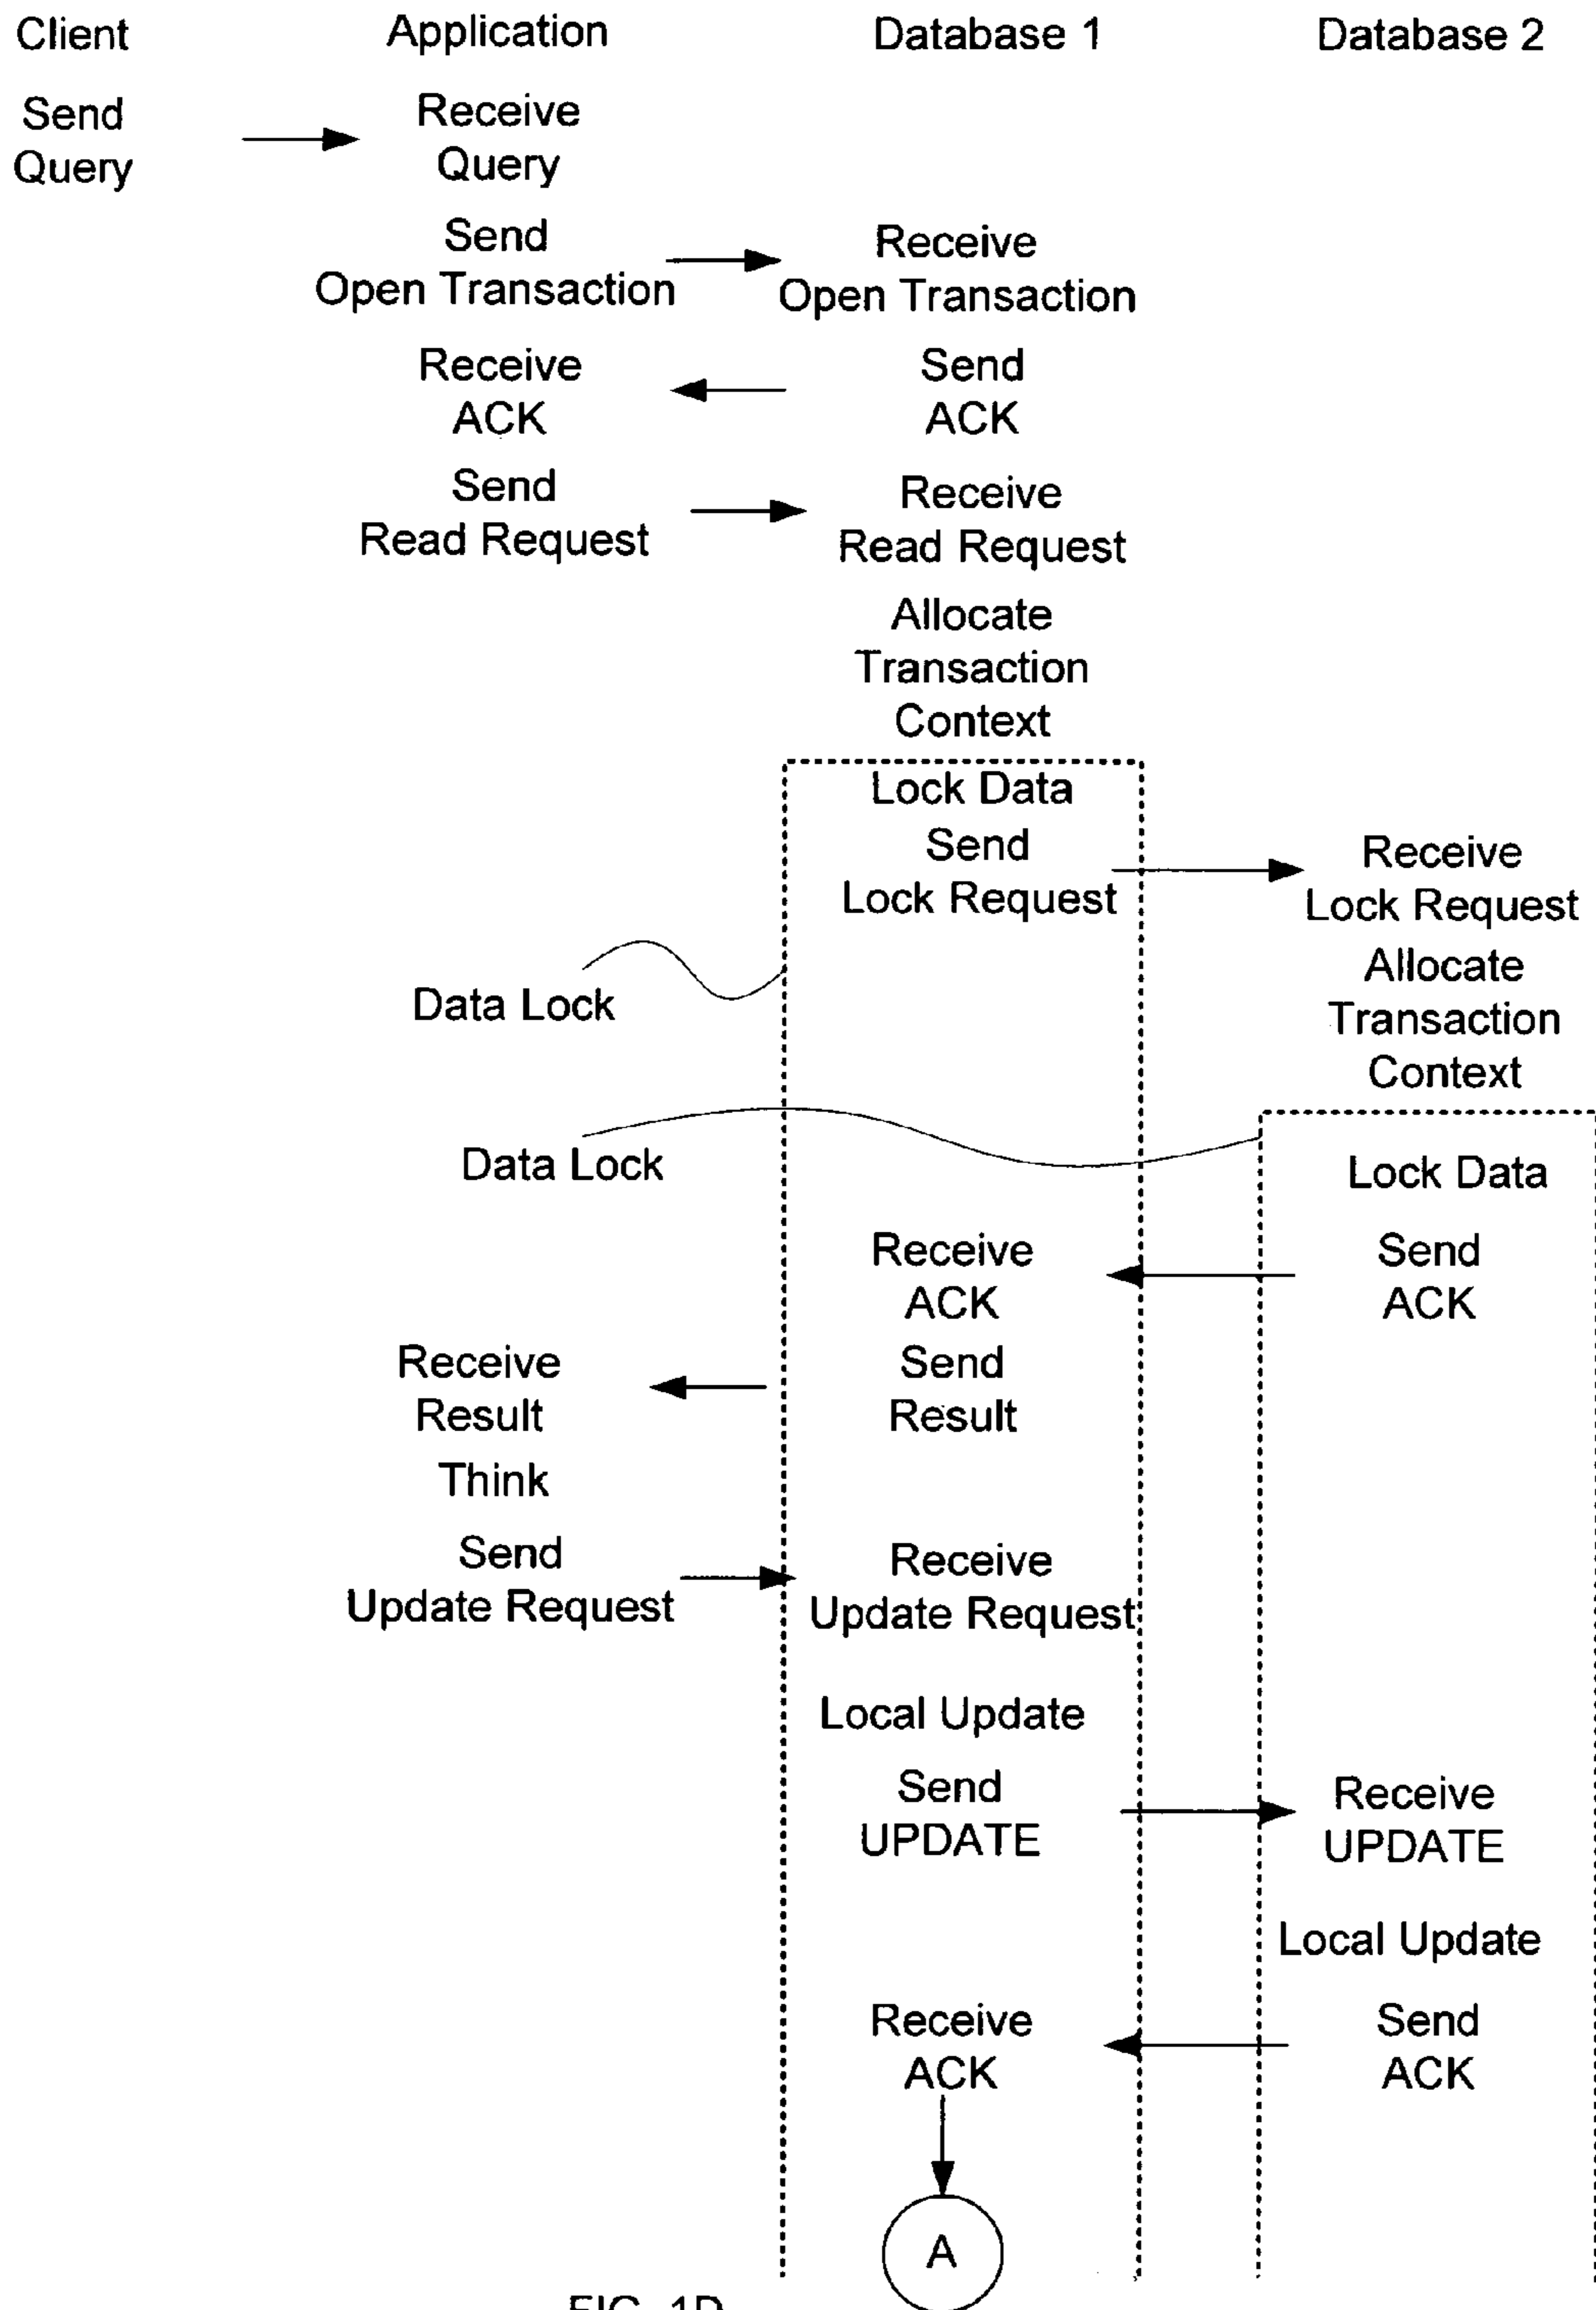 Client Application Database 1 Database 2
Send Receive
Query Query
Send Receive
Open Transaction Open Transaction
Receive Send
ACK ACK
Send Receive
Read Request Read Request
Allocate
Transaction
Context
Lock Data
Send Receive
Lock Request Lock Request
Allocate
Data Lock Transaction
Context
Data Lock Lock Data
Receive Send
ACK ACK
Receive Send
Result Result
Think
Send Receive
Update Request Update Request
Local Update
Send Receive
UPDATE UPDATE
Local Update
Receive Send
ACK ACK
A
FIG. 1D